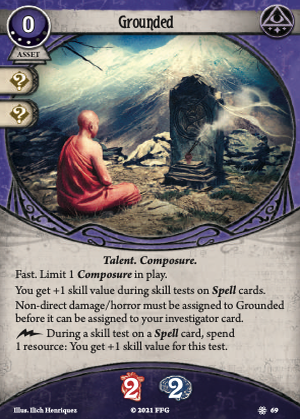 Grounded
0
ASSET
?
?
Talent. Composure.
Fast. Limit 1 Composure in play.
You get +1 skill value during skill tests on Spell cards.
Non-direct damage/horror must be assigned to Grounded
before it can be assigned to your investigator card.
During a skill test on a Spell card, spend
1 resource: You get +1 skill value for this test.
2 2
Illus. Ilich Henriquez © 2021 FFG 69